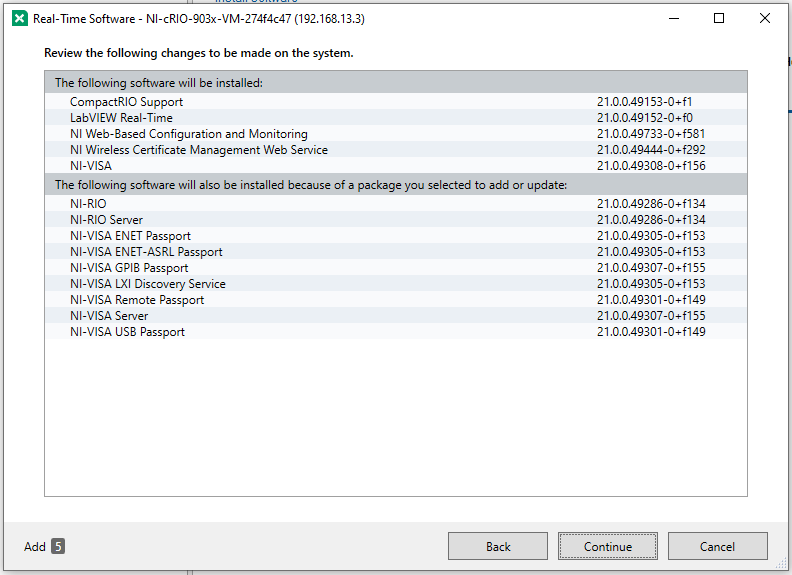 Real-Time Software - NI-cRIO-903x-VM-274f4c47 (192.168.13.3)
Review the following changes to be made on the system.
The following software will be installed:
CompactRIO Support 21.0.0.49153-0+f1
LabVIEW Real-Time 21.0.0.49152-0+f0
NI Web-Based Configuration and Monitoring 21.0.0.49733-0+f581
NI Wireless Certificate Management Web Service 21.0.0.49444-0+f292
NI-VISA 21.0.0.49308-0+f156
The following software will also be installed because of a package you selected to add or update:
NI-RIO 21.0.0.49286-0+f134
NI-RIO Server 21.0.0.49286-0+f134
NI-VISA ENET Passport 21.0.0.49305-0+f153
NI-VISA ENET-ASRL Passport 21.0.0.49305-0+f153
NI-VISA GPIB Passport 21.0.0.49307-0+f155
NI-VISA LXI Discovery Service 21.0.0.49305-0+f153
NI-VISA Remote Passport 21.0.0.49301-0+f149
NI-VISA Server 21.0.0.49307-0+f155
NI-VISA USB Passport 21.0.0.49301-0+f149
Add 5 Back Continue Cancel